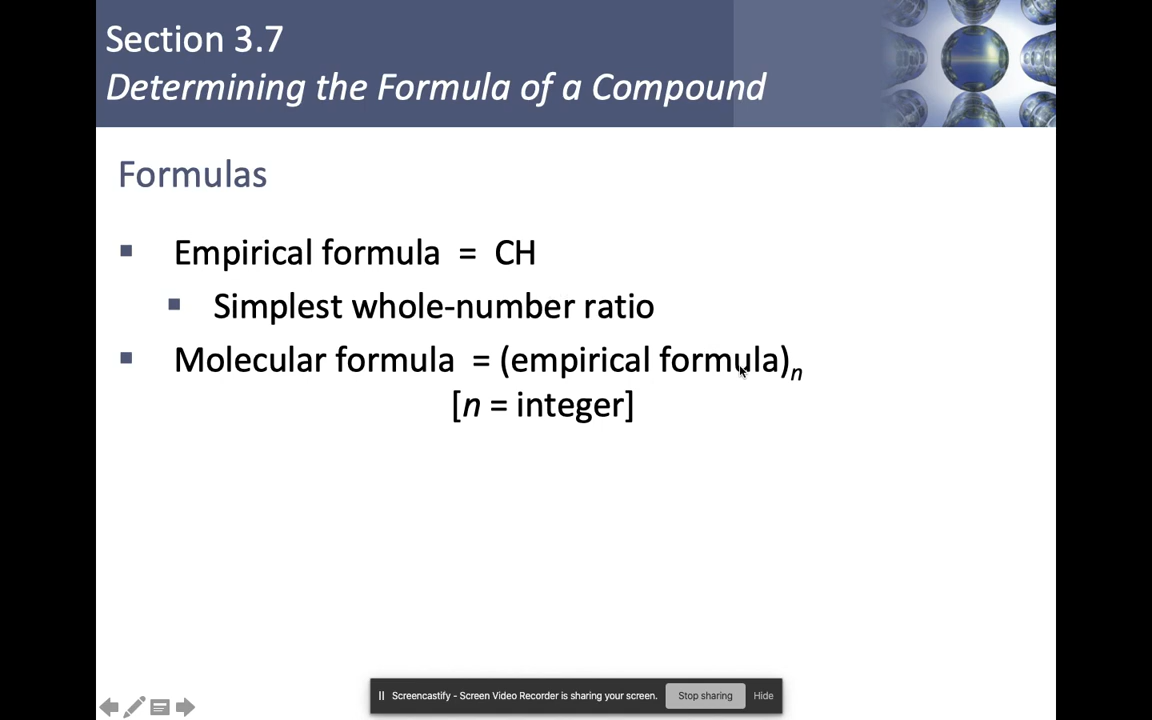 Section 3.7
Determining the Formula of a Compound
Formulas
Empirical formula = CH
Simplest whole-number ratio
Molecular formula = (empirical formula)n
[n = integer]
Screencastify - Screen Video Recorder is sharing your screen.
Stop sharing
Hide